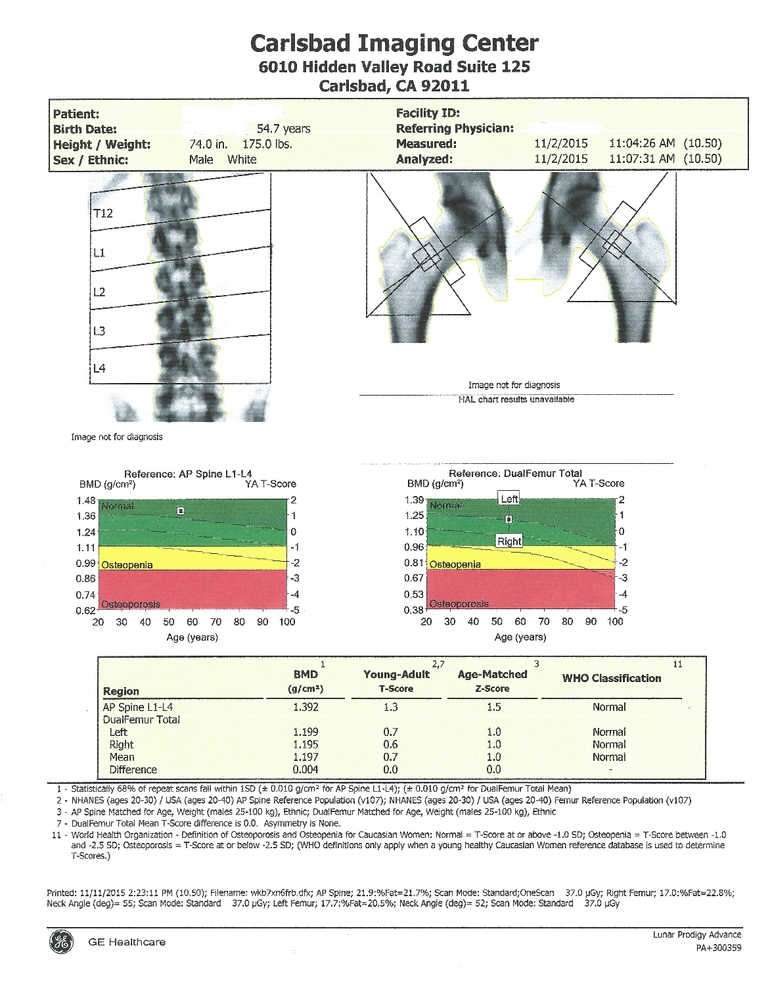 Carlsbad Imaging Center
6010 Hidden Valley Road Suite 125
Carlsbad, CA 92011
Patient: Facility ID:
Birth Date: 54.7 years Referring Physician:
Height / Weight: 74.0 in. 175.0 lbs. Measured: 11/2/2015 11:04:26 AM (10.50)
Sex / Ethnic: Male White Analyzed: 11/2/2015 11:07:31 AM (10.50)
T12
L1
L2
L3
L4
Image not for diagnosis
Image not for diagnosis
HAL chart results unavailable
Reference: AP Spine L1-L4
BMD (g/cm²) YA T-Score
1.48 Normal 2
1.36 1
1.24 0
1.11 -1
0.99 Osteopenia -2
0.86 -3
0.74 -4
0.62 Osteoporosis -5
20 30 40 50 60 70 80 90 100
Age (years)
Reference: DualFemur Total
BMD (g/cm²) YA T-Score
1.39 Normal Left 2
1.25 1
1.10 0
0.96 Right -1
0.81 Osteopenia -2
0.67 -3
0.53 -4
0.38 Osteoporosis -5
20 30 40 50 60 70 80 90 100
Age (years)
1 2,7 3 11
BMD Young-Adult Age-Matched WHO Classification
Region (g/cm²) T-Score Z-Score
AP Spine L1-L4 1.392 1.3 1.5 Normal
DualFemur Total
Left 1.199 0.7 1.0 Normal
Right 1.195 0.6 1.0 Normal
Mean 1.197 0.7 1.0 Normal
Difference 0.004 0.0 0.0 -
1 - Statistically 68% of repeat scans fall within 1SD (± 0.010 g/cm² for AP Spine L1-L4); (± 0.010 g/cm² for DualFemur Total Mean)
2 - NHANES (ages 20-30) / USA (ages 20-40) AP Spine Reference Population (v107); NHANES (ages 20-30) / USA (ages 20-40) Femur Reference Population (v107)
3 - AP Spine Matched for Age, Weight (males 25-100 kg), Ethnic; DualFemur Matched for Age, Weight (males 25-100 kg), Ethnic
7 - DualFemur Total Mean T-Score difference is 0.0. Asymmetry is None.
11 - World Health Organization - Definition of Osteoporosis and Osteopenia for Caucasian Women: Normal = T-Score at or above -1.0 SD; Osteopenia = T-Score between -1.0
and -2.5 SD; Osteoporosis = T-Score at or below -2.5 SD; (WHO definitions only apply when a young healthy Caucasian Women reference database is used to determine
T-Scores.)
Printed: 11/11/2015 2:23:11 PM (10.50); Filename: wkb7xn6frb.dfx; AP Spine; 21.9:%Fat=21.7%; Scan Mode: Standard;OneScan 37.0 µGy; Right Femur; 17.0:%Fat=22.8%;
Neck Angle (deg)= 55; Scan Mode: Standard 37.0 µGy; Left Femur; 17.7:%Fat=20.5%; Neck Angle (deg)= 52; Scan Mode: Standard 37.0 µGy
GE GE Healthcare
Lunar Prodigy Advance
PA+300359